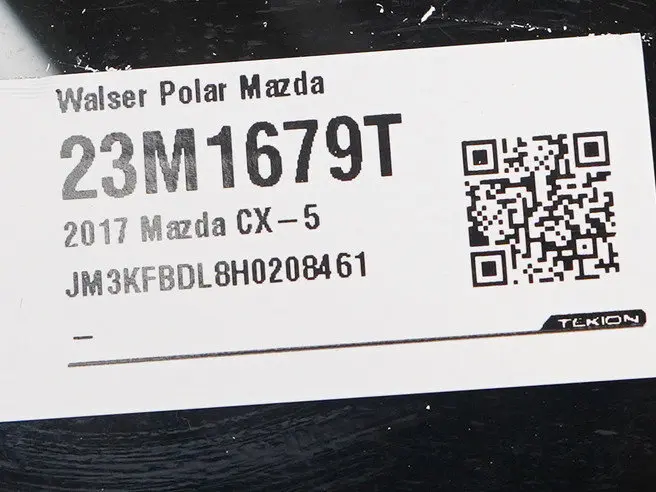 Walser Polar Mazda
23M1679T
2017 Mazda CX-5
JM3KFBDL8H0208461
–
TEKION